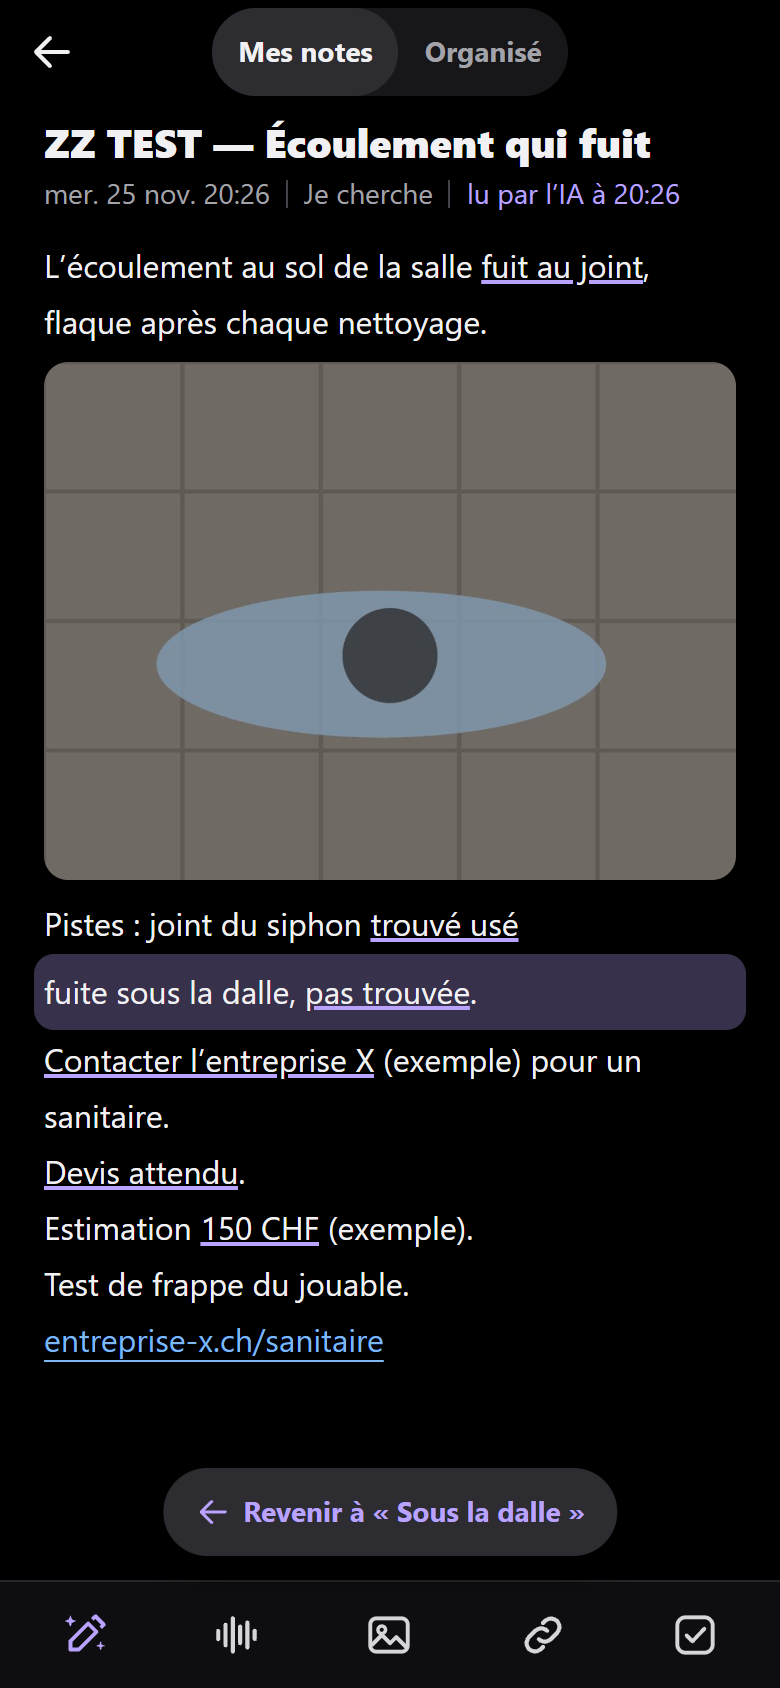 Mes notes
Organisé
ZZ TEST — Écoulement qui fuit
mer. 25 nov. 20:26 | Je cherche | lu par l’IA à 20:26
L’écoulement au sol de la salle fuit au joint,
flaque après chaque nettoyage.
Pistes : joint du siphon trouvé usé
fuite sous la dalle, pas trouvée.
Contacter l’entreprise X (exemple) pour un
sanitaire.
Devis attendu.
Estimation 150 CHF (exemple).
Test de frappe du jouable.
entreprise-x.ch/sanitaire
Revenir à « Sous la dalle »